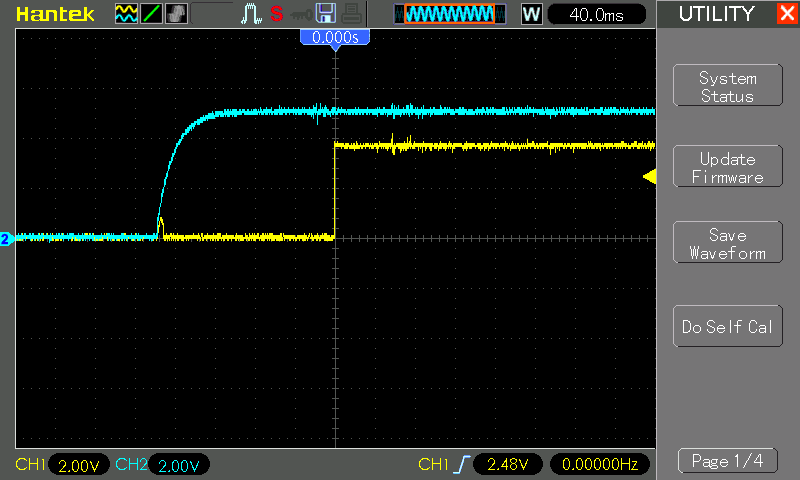 Hantek
S
W
40.0ms
UTILITY
0.000s
System
Status
Update
Firmware
Save
Waveform
Do Self Cal
2
CH1 2.00V CH2 2.00V CH1 2.48V 0.00000Hz
Page 1/4